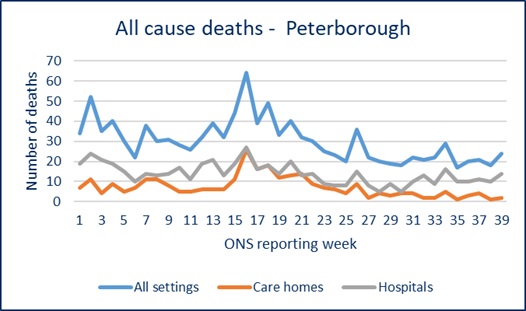 All cause deaths -  Peterborough
Number of deaths
70
60
50
40
30
20
10
0
1 3 5 7 9 11 13 15 17 19 21 23 25 27 29 31 33 35 37 39
ONS reporting week
All settings Care homes Hospitals